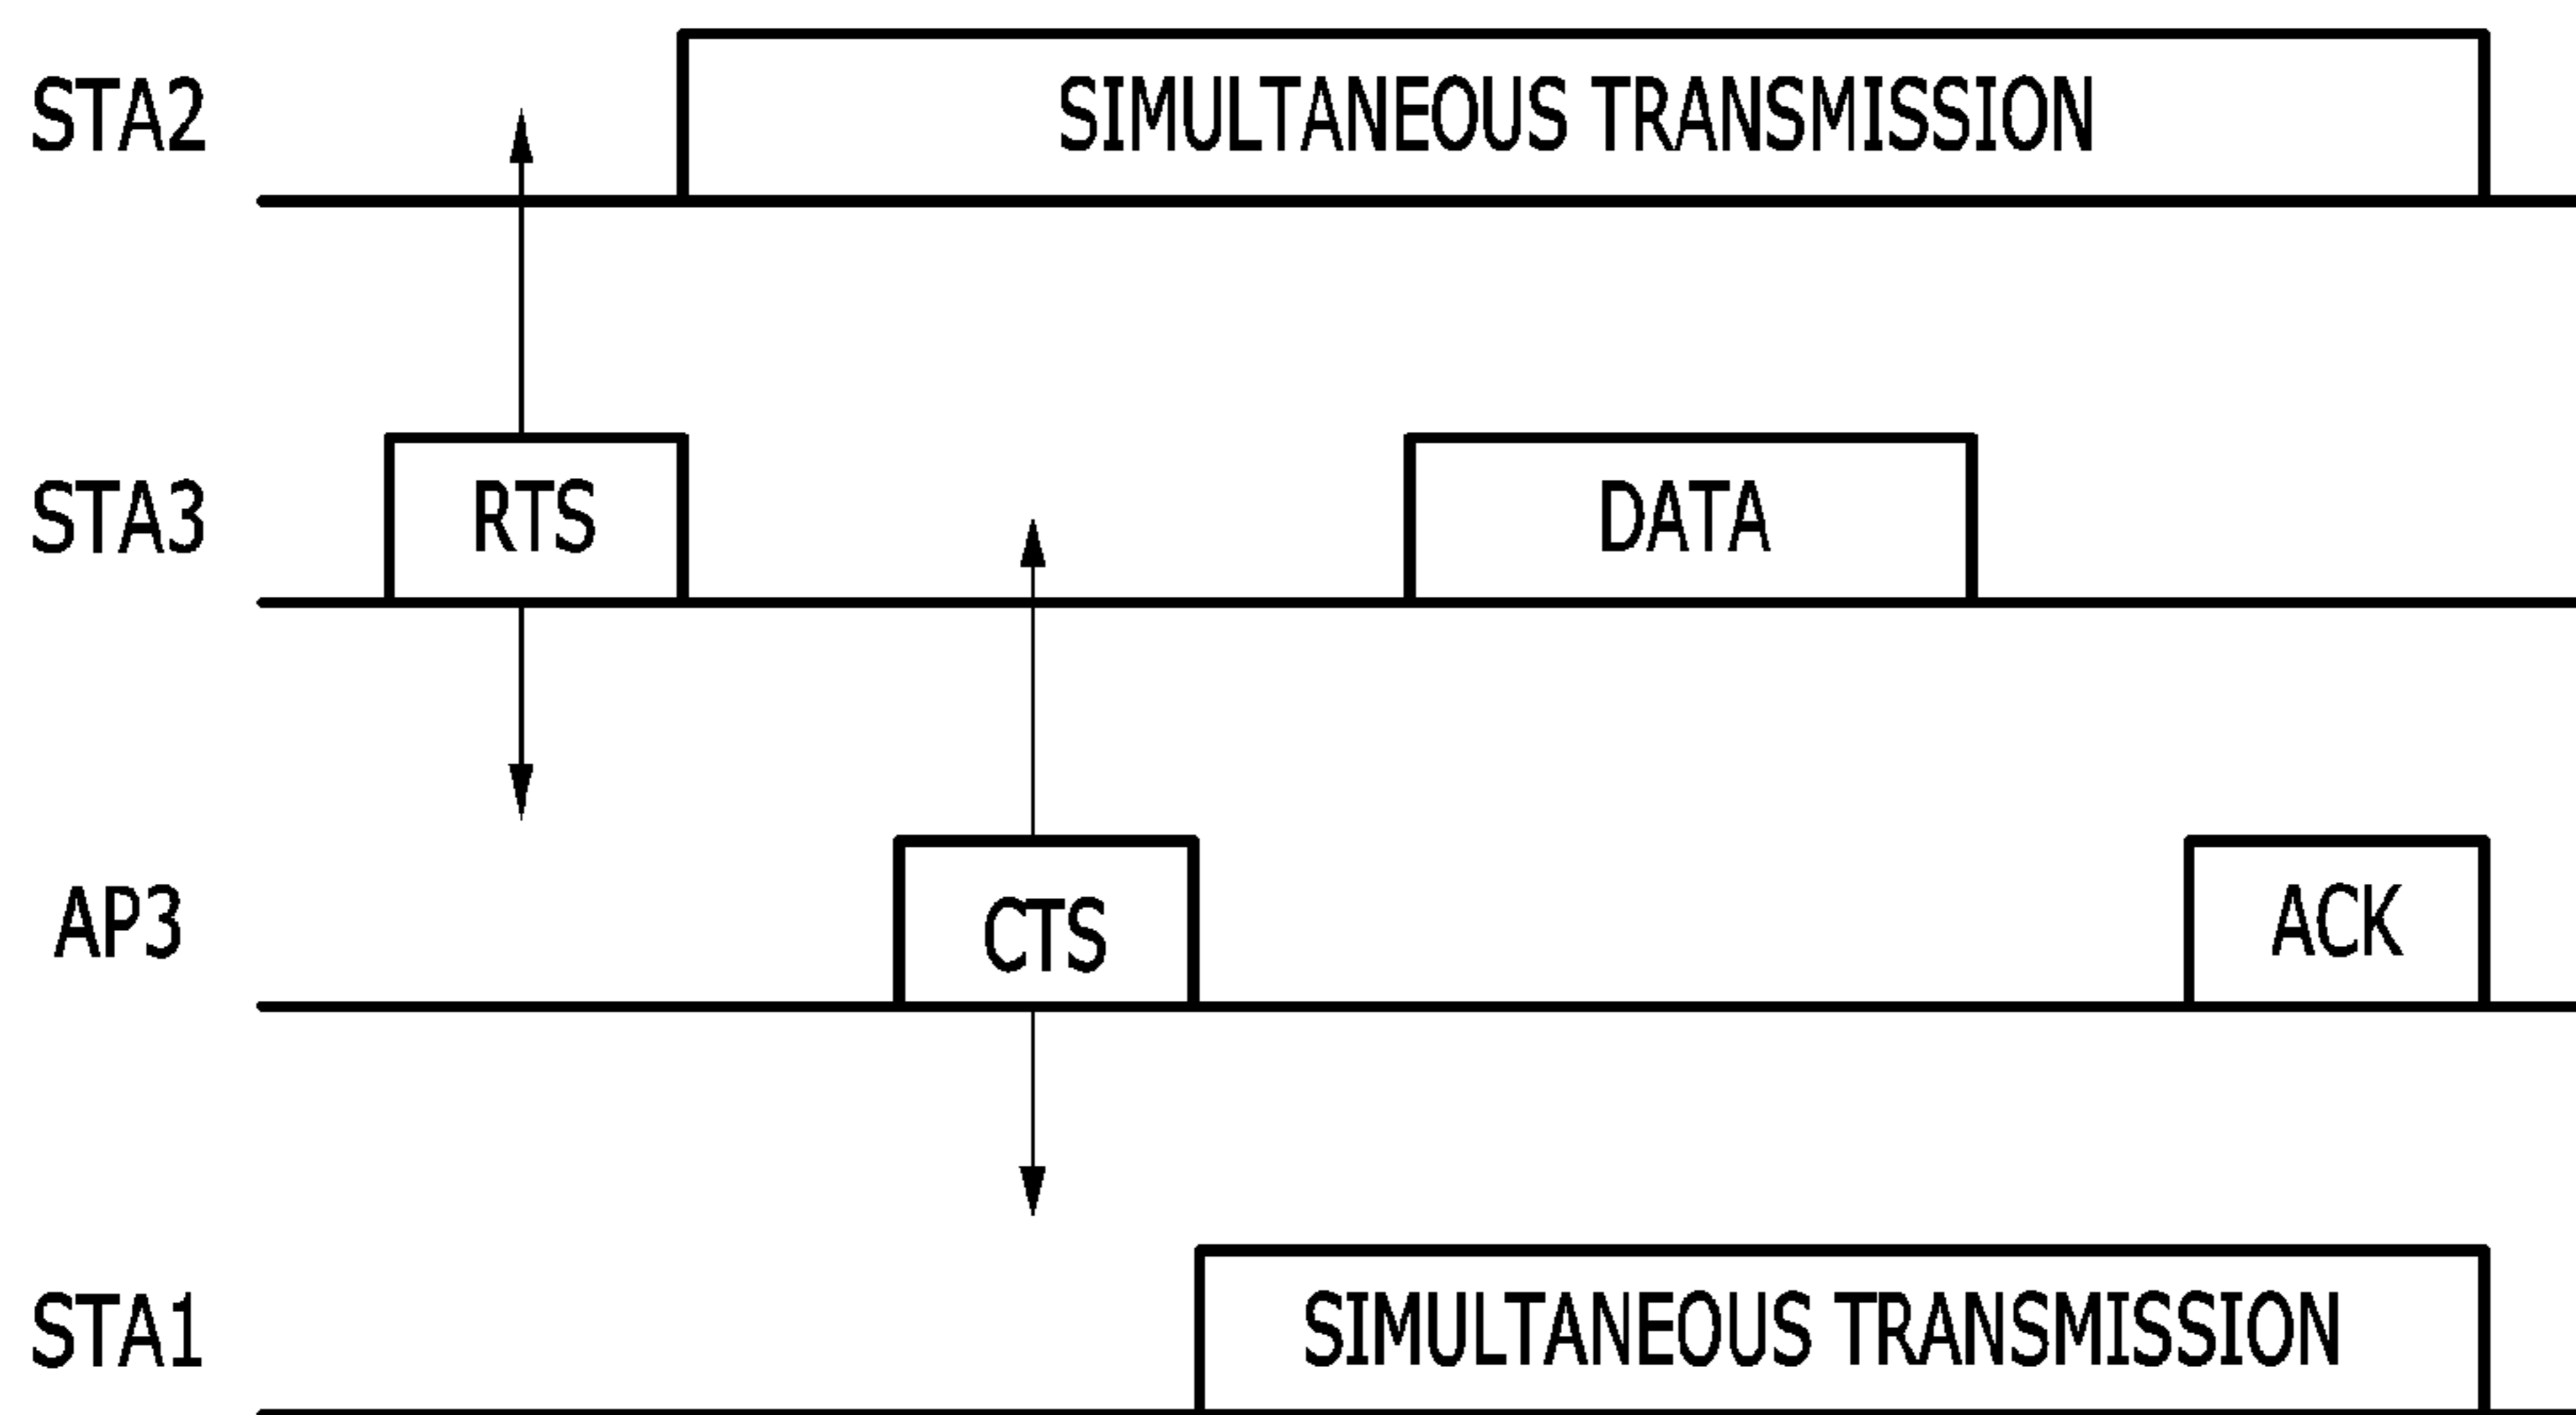 STA2 SIMULTANEOUS TRANSMISSION
STA3 RTS DATA
AP3 CTS ACK
STA1 SIMULTANEOUS TRANSMISSION